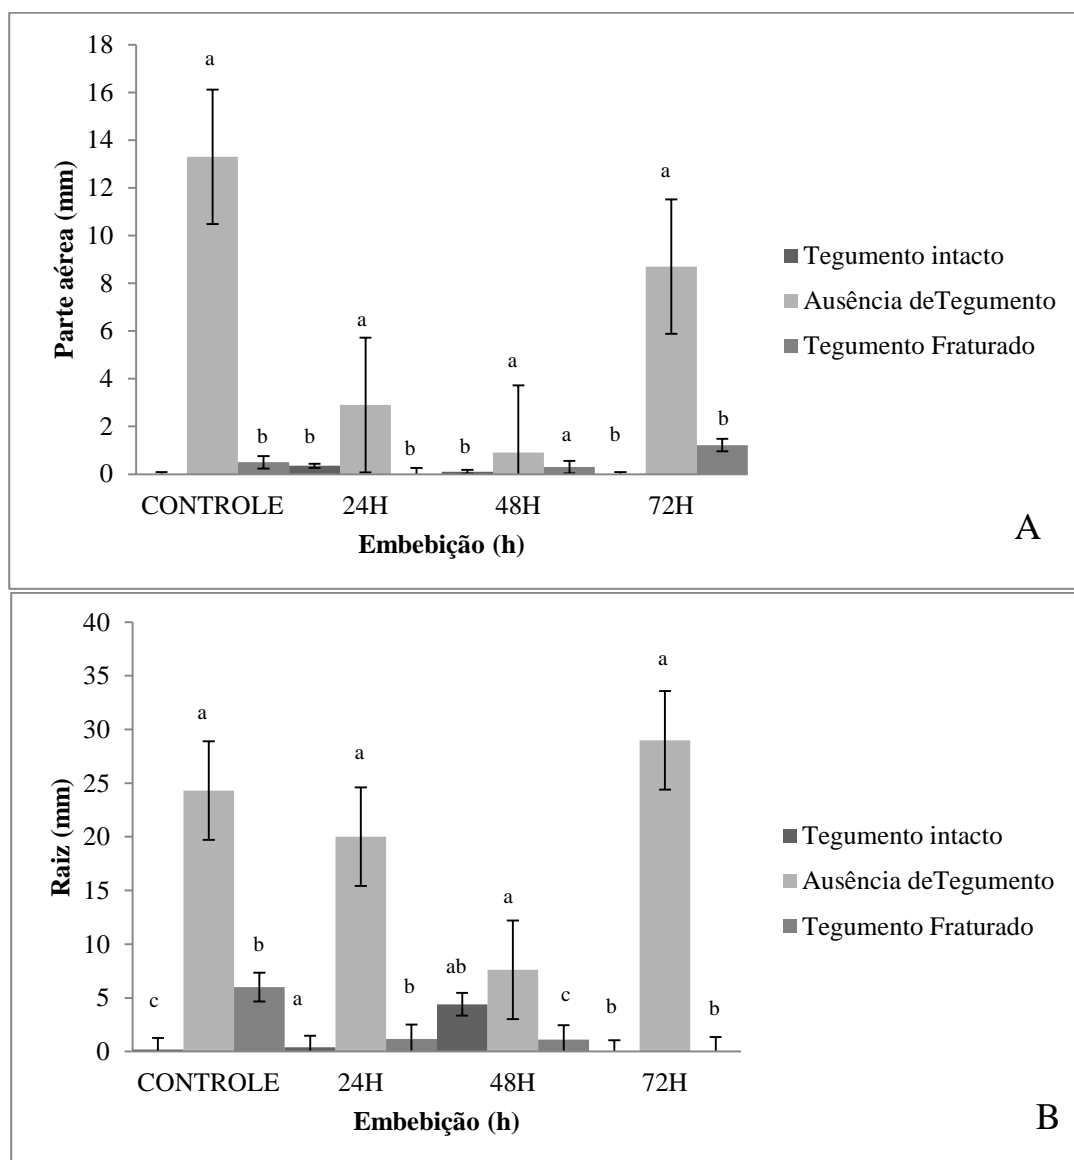 18
16
14
12
10
8
6
4
2
0
Parte aérea (mm)
a
b
b
a
b
b
a
a
b
a
b
CONTROLE 24H 48H 72H
Embebição (h)
Tegumento intacto
Ausência deTegumento
Tegumento Fraturado
A
40
35
30
25
20
15
10
5
0
Raiz (mm)
c
a
b
a
a
b
ab
a
c
b
a
b
CONTROLE 24H 48H 72H
Embebição (h)
Tegumento intacto
Ausência deTegumento
Tegumento Fraturado
B